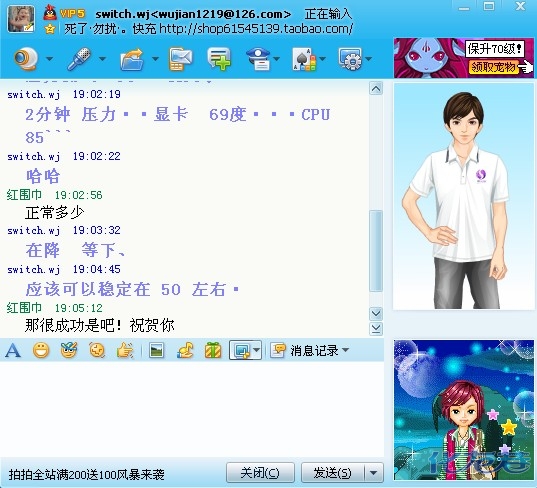 VIP5 switch.wj<wujian1219@126.com> 正在输入
死了·勿扰·。快充 http://shop61545139.taobao.com/
保升70级!
领取宠物
switch.wj 19:02:19
2分钟 压力··显卡 69度···CPU
85```
switch.wj 19:02:22
哈哈
红围巾 19:02:56
正常多少
switch.wj 19:03:32
在降 等下、
switch.wj 19:04:45
应该可以稳定在 50 左右·
红围巾 19:05:12
那很成功是吧! 祝贺你
消息记录
拍拍全站满200送100风暴来袭
关闭(C)
发送(S)